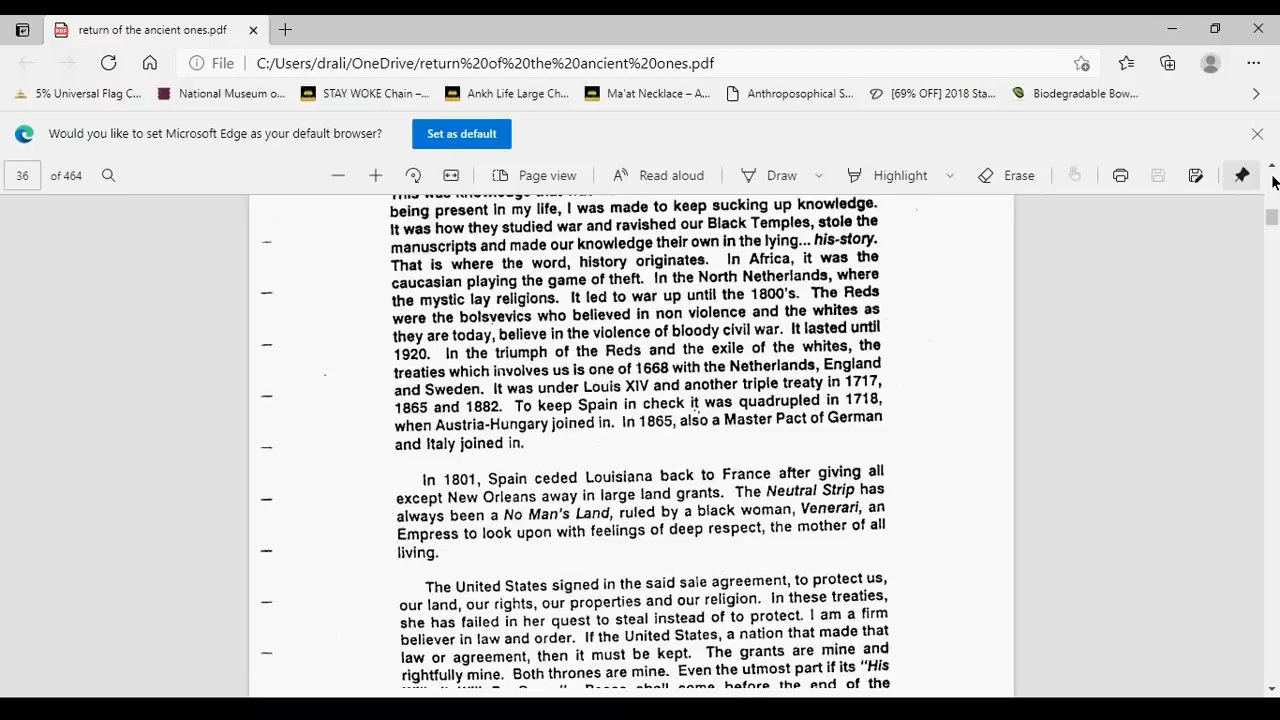 return of the ancient ones.pdf
File C:/Users/drali/OneDrive/return%20of%20the%20ancient%20ones.pdf
5% Universal Flag C... National Museum o... STAY WOKE Chain –... Ankh Life Large Ch... Ma'at Necklace – A... Anthroposophical S... [69% OFF] 2018 Sta... Biodegradable Bow...
Would you like to set Microsoft Edge as your default browser? Set as default
36 of 464 Page view Read aloud Draw Highlight Erase
This was knowledge that
being present in my life, I was made to keep sucking up knowledge.
It was how they studied war and ravished our Black Temples, stole the
manuscripts and made our knowledge their own in the lying... his-story.
That is where the word, history originates. In Africa, it was the
caucasian playing the game of theft. In the North Netherlands, where
the mystic lay religions. It led to war up until the 1800's. The Reds
were the bolsvevics who believed in non violence and the whites as
they are today, believe in the violence of bloody civil war. It lasted until
1920. In the triumph of the Reds and the exile of the whites, the
treaties which involves us is one of 1668 with the Netherlands, England
and Sweden. It was under Louis XIV and another triple treaty in 1717,
1865 and 1882. To keep Spain in check it was quadrupled in 1718,
when Austria-Hungary joined in. In 1865, also a Master Pact of German
and Italy joined in.
In 1801, Spain ceded Louisiana back to France after giving all
except New Orleans away in large land grants. The Neutral Strip has
always been a No Man's Land, ruled by a black woman, Venerari, an
Empress to look upon with feelings of deep respect, the mother of all
living.
The United States signed in the said sale agreement, to protect us,
our land, our rights, our properties and our religion. In these treaties,
she has failed in her quest to steal instead of to protect. I am a firm
believer in law and order. If the United States, a nation that made that
law or agreement, then it must be kept. The grants are mine and
rightfully mine. Both thrones are mine. Even the utmost part if its "His
shall come before the end of the